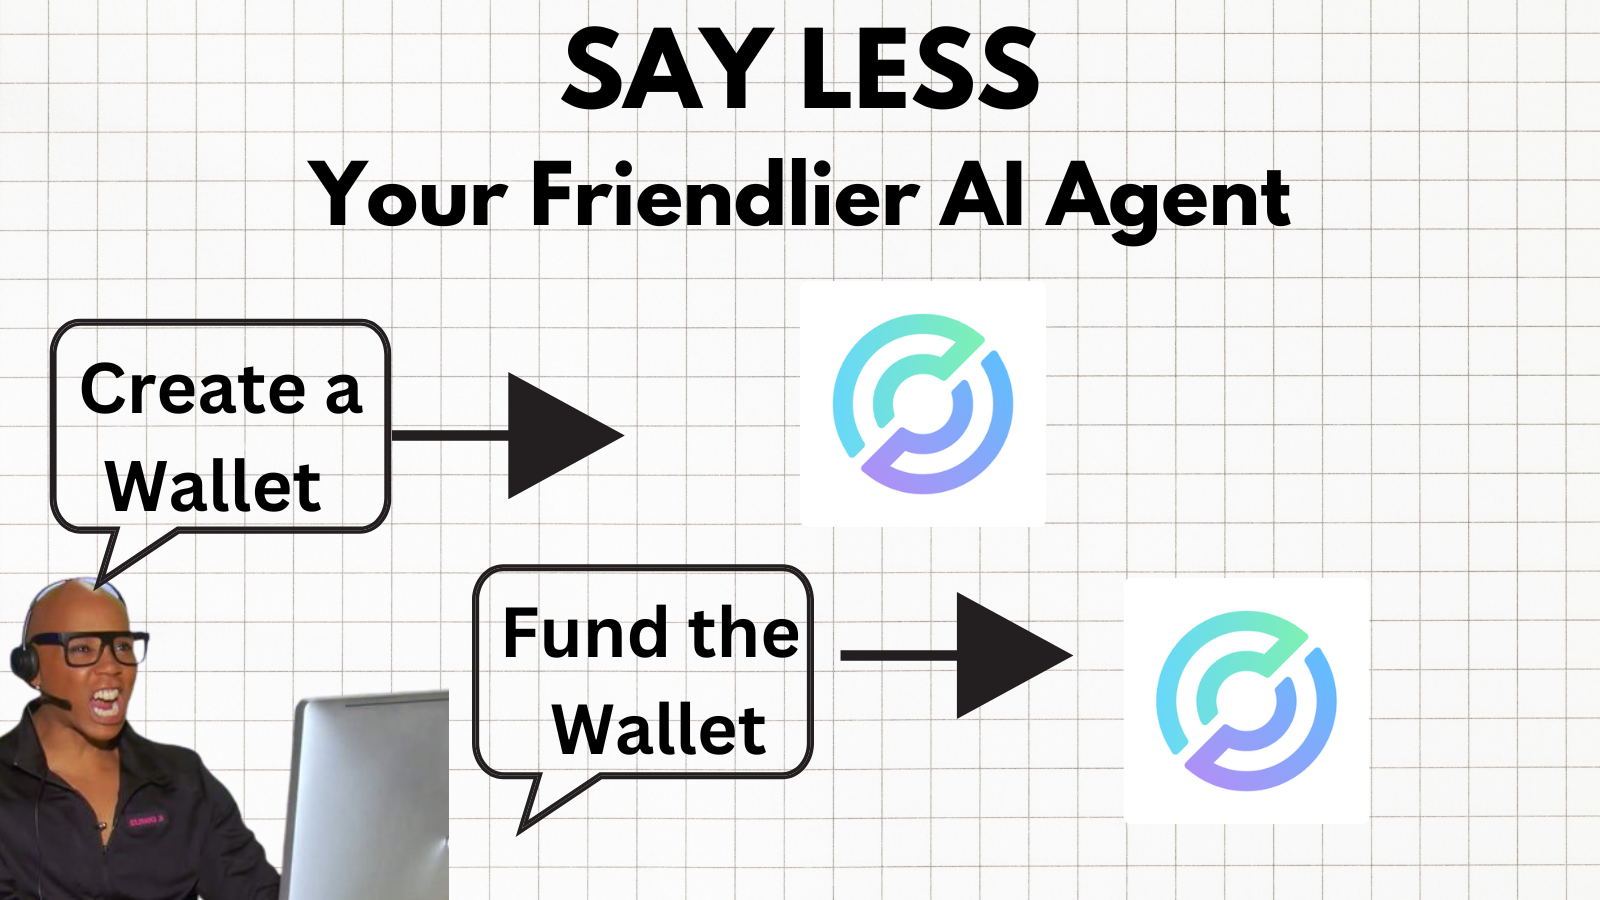 SAY LESS
Your Friendlier AI Agent
Create a
Wallet
Fund the
Wallet